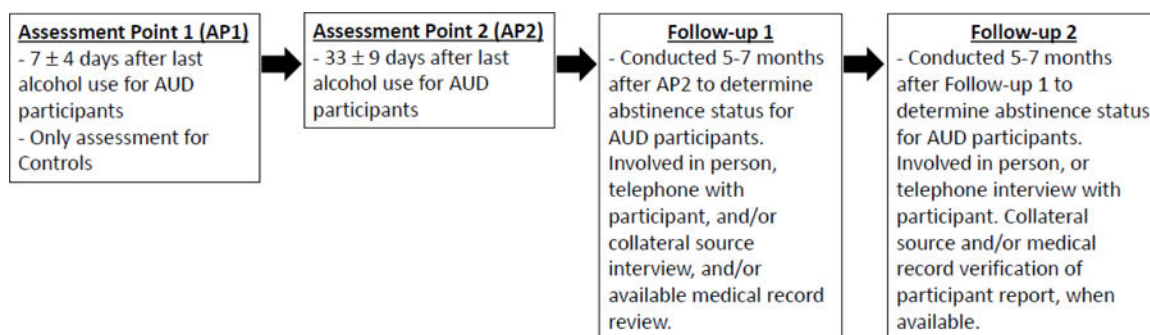 Assessment Point 1 (AP1)
- 7 ± 4 days after last
alcohol use for AUD
participants
- Only assessment for
Controls
Assessment Point 2 (AP2)
- 33 ± 9 days after last
alcohol use for AUD
participants
Follow-up 1
- Conducted 5-7 months
after AP2 to determine
abstinence status for
AUD participants.
Involved in person,
telephone with
participant, and/or
collateral source
interview, and/or
available medical record
review.
Follow-up 2
- Conducted 5-7 months
after Follow-up 1 to
determine abstinence status
for AUD participants.
Involved in person, or
telephone interview with
participant. Collateral
source and/or medical
record verification of
participant report, when
available.